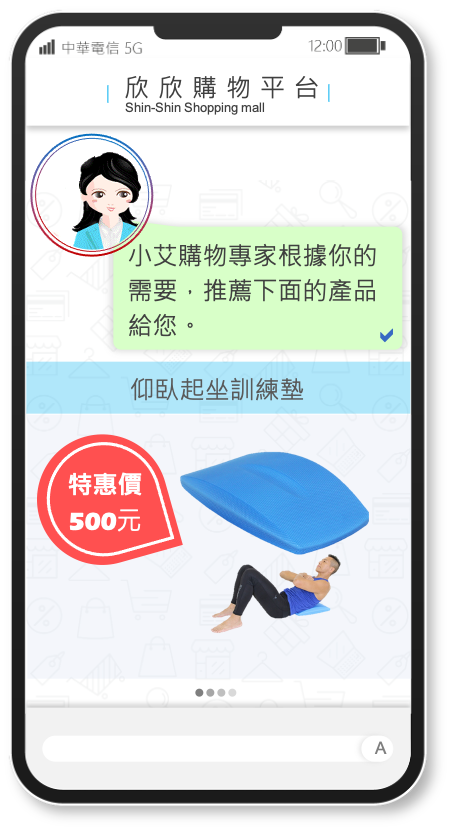 中華電信 5G
12:00
欣欣購物平台
Shin-Shin Shopping mall
小艾購物專家根據你的
需要，推薦下面的產品
給您。
仰臥起坐訓練墊
特惠價
500元
A